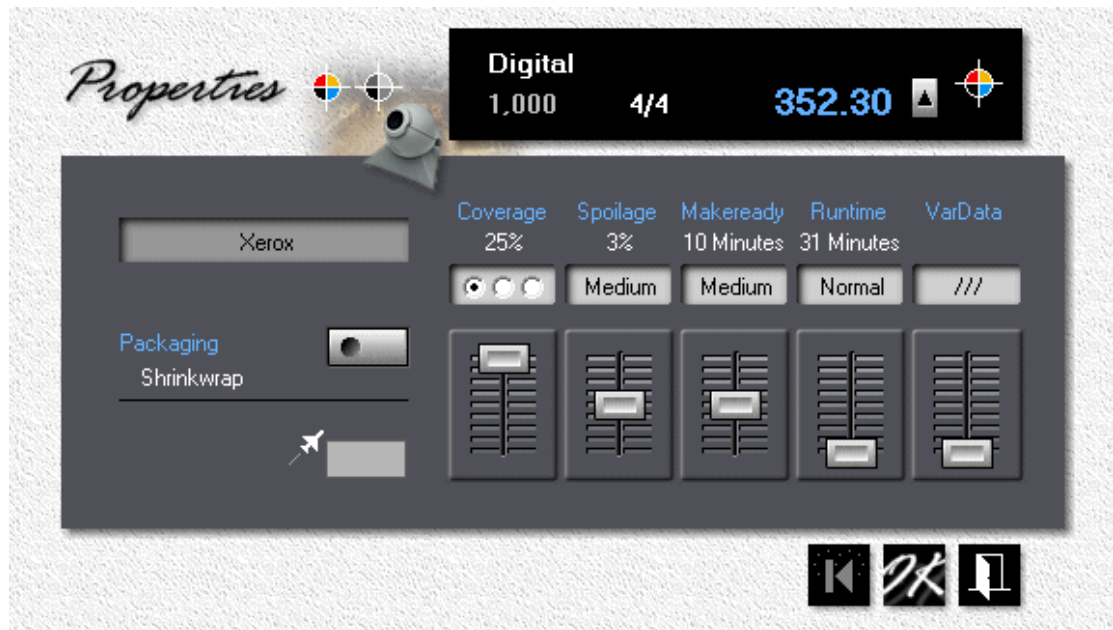 Properties
Digital
1,000 4/4 352.30
Xerox
Coverage Spoilage Makeready Runtime VarData
25% 3% 10 Minutes 31 Minutes
Medium Medium Normal ///
Packaging
Shrinkwrap
OK